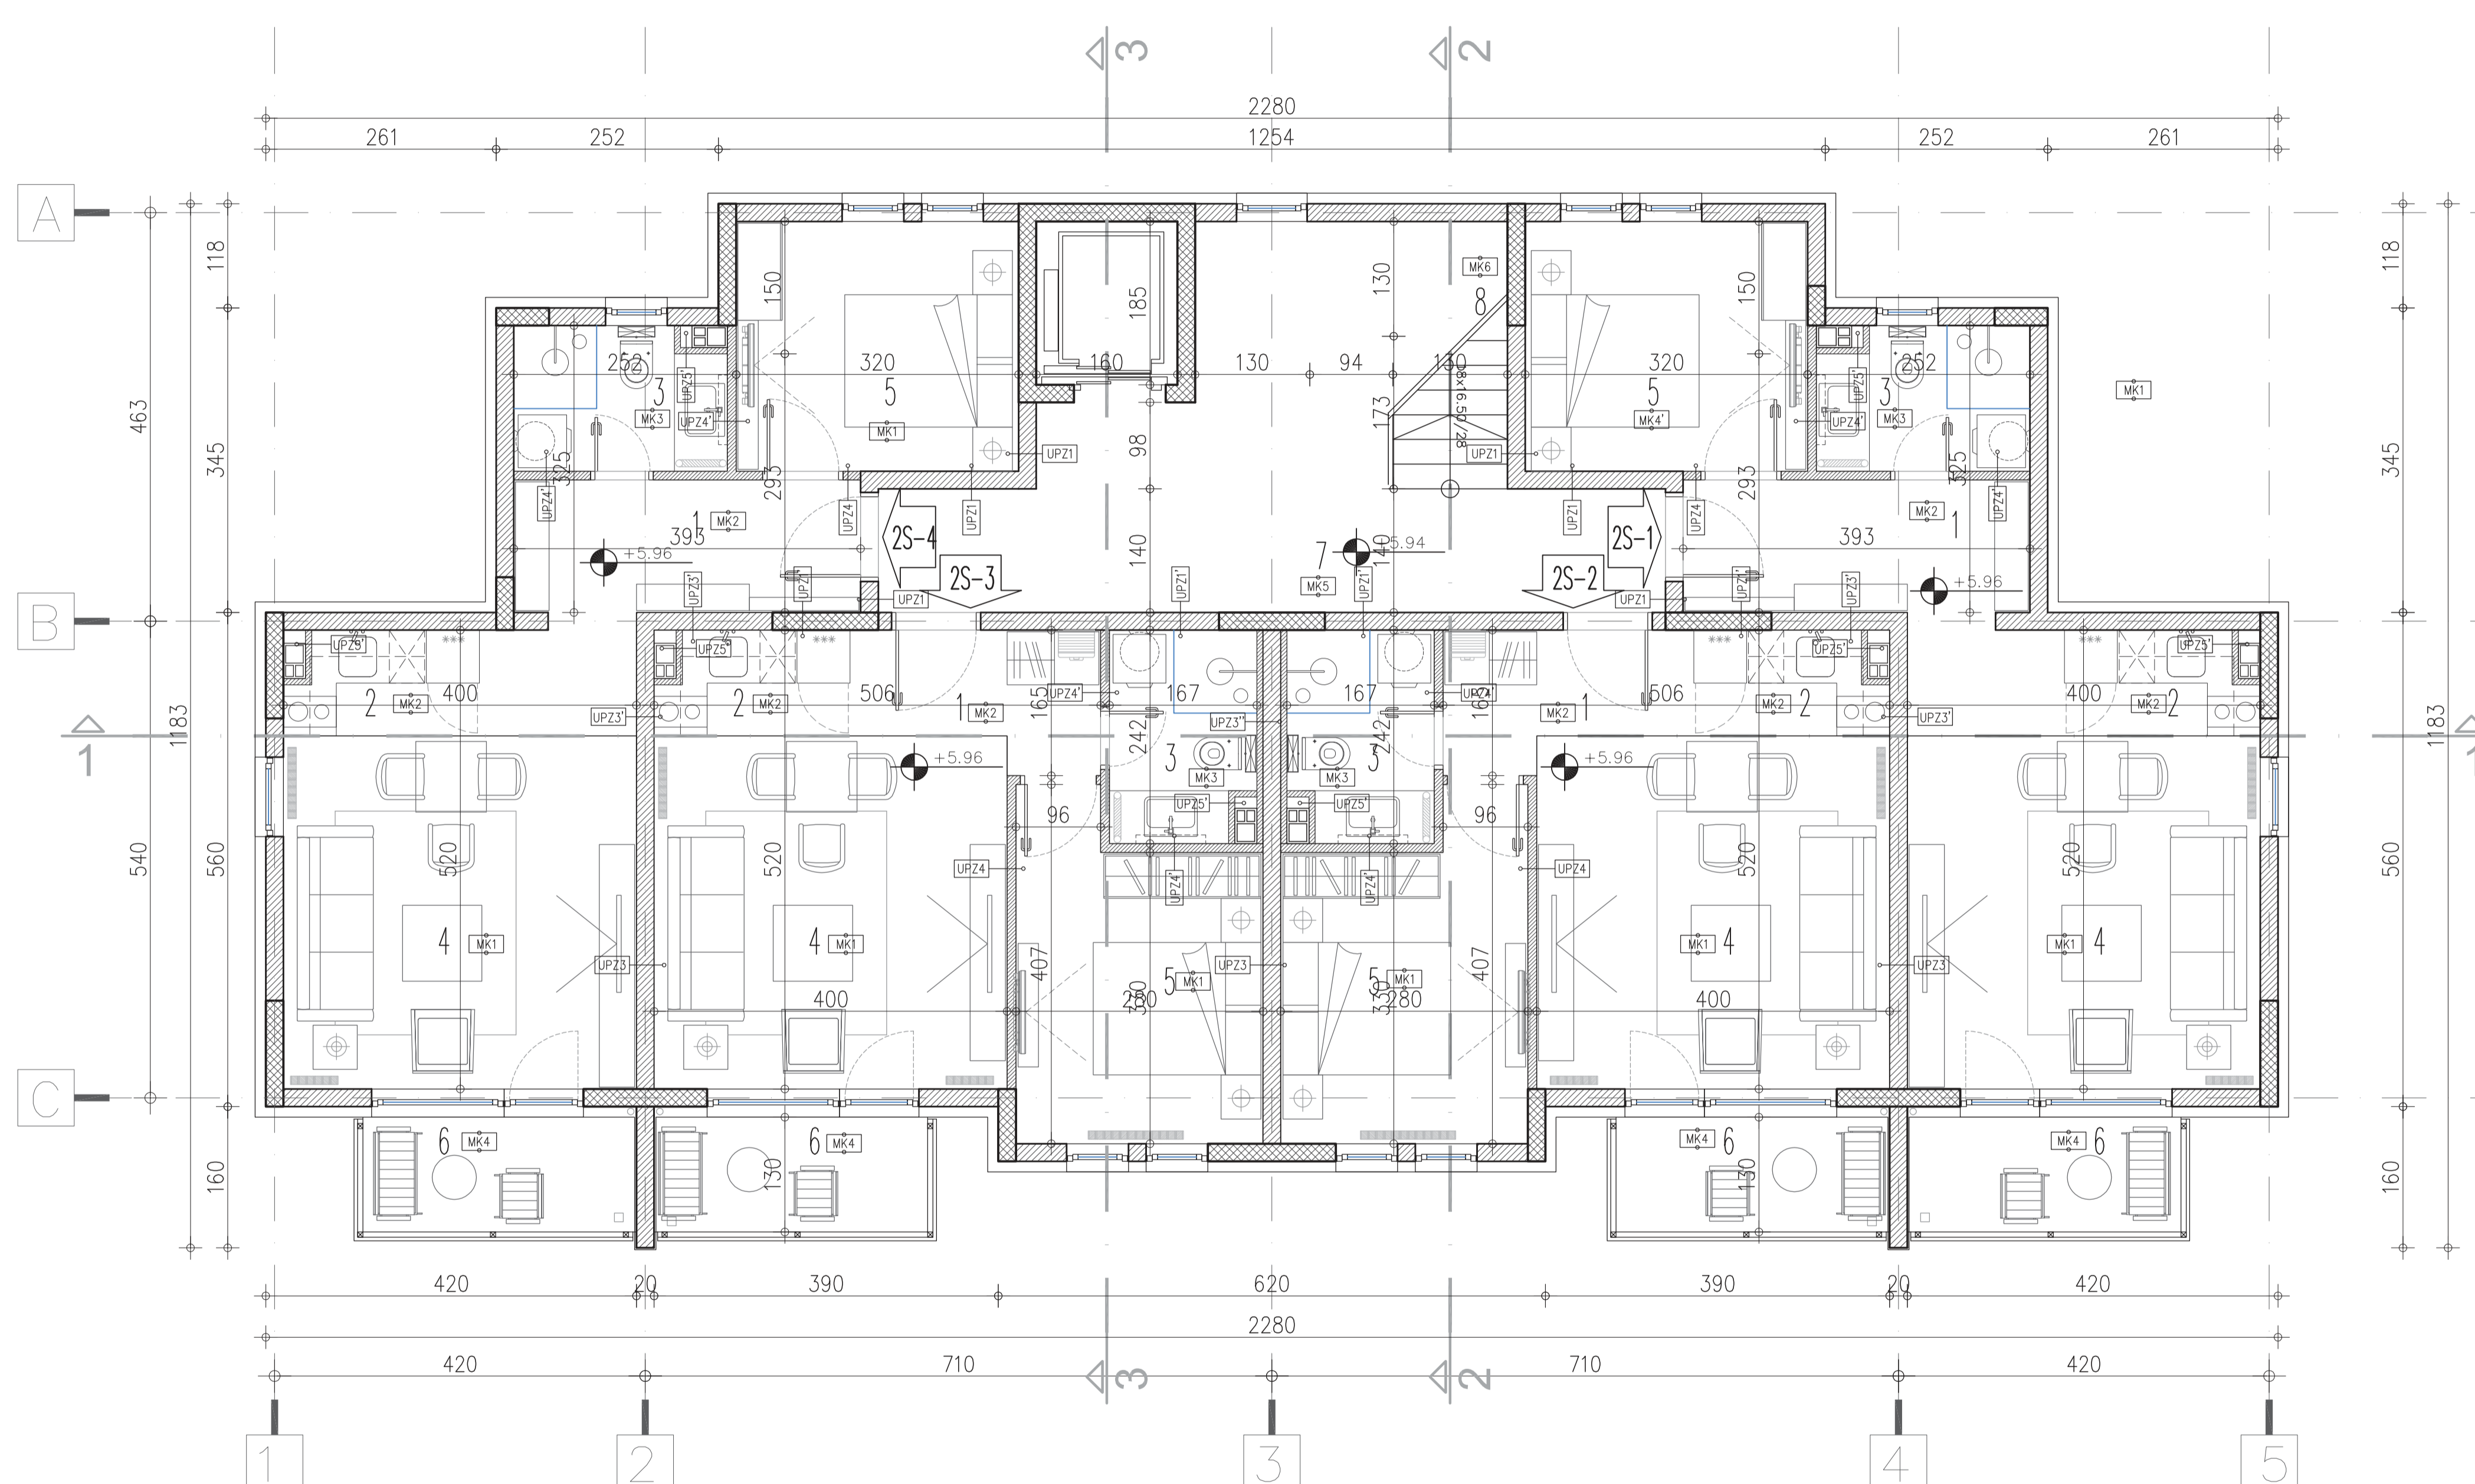 3 2
2280
261 252 1254 252 261
A
118 118
MK6
8
130
150 185 150
320 160 130 94 130 320
252 252
UPZ5' UPZ5'
3 5 5 3
MK3 UPZ4' MK1 MK4' UPZ4' MK3
173
08x16.50/28
MK1
463
345 98 345
UPZ1 UPZ1
325 293 293 325
UPZ4' UPZ4 UPZ1 UPZ1 UPZ4 UPZ4'
1 MK2 MK2 1
393 393
2S-4 2S-1
+5.96 7 +5.94 +5.96
140 140
2S-3 2S-2
MK5
UPZ3' UPZ1' UPZ1' UPZ1' UPZ1' UPZ3'
UPZ1 UPZ1
B
UPZ5' *** UPZ5' *** *** UPZ5' *** UPZ5'
400 506 165 UPZ4' 167 167 UPZ4' 165 506 400
2 MK2 2 MK2 1 MK2 MK2 1 MK2 2 MK2 2
UPZ3' UPZ3'' UPZ3'
242 242
1183 1183
1 1
3 MK3 MK3 3
+5.96 +5.96
UPZ5' UPZ5'
96 96
540 560 520 520 520 520 560
UPZ4 UPZ4
UPZ4' UPZ4'
4 MK1 4 MK1 MK1 4 MK1 4
UPZ3 UPZ3 UPZ3
407 407
5 MK1 5 MK1
400 330 280 330 280 400
C
6 MK4 6 MK4 MK4 6 MK4 6
160 130 130 160
420 20 390 620 390 20 420
2280
420 710 710 420
3 2
1 2 3 4 5